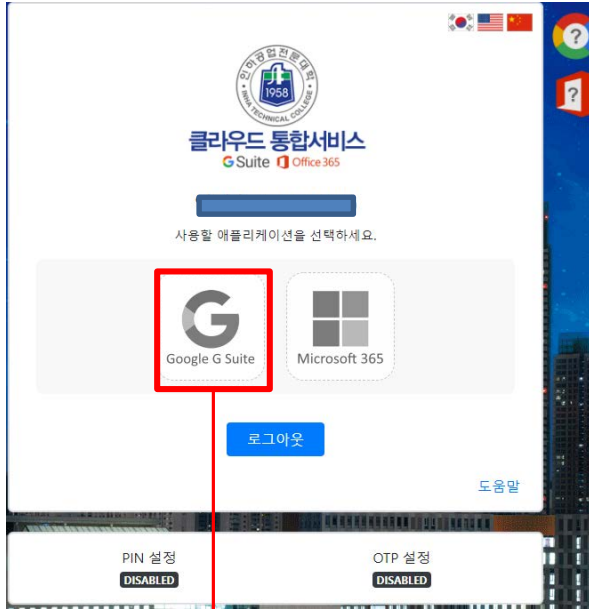 인하공업전문대학
1958
INHA TECHNICAL COLLEGE
클라우드 통합서비스
G Suite Office 365
사용할 애플리케이션을 선택하세요.
Google G Suite
Microsoft 365
로그아웃
도움말
PIN 설정
OTP 설정
DISABLED
DISABLED
?
?